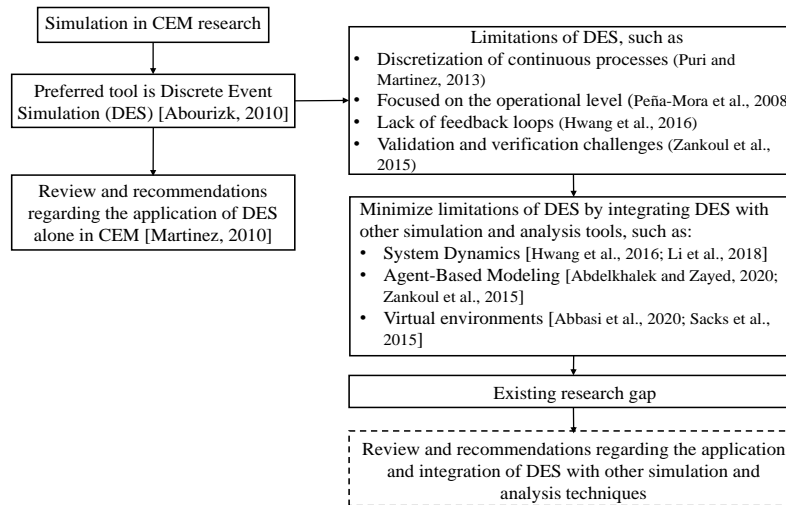 Simulation in CEM research
Preferred tool is Discrete Event
Simulation (DES) [Abourizk, 2010]
Review and recommendations
regarding the application of DES
alone in CEM [Martinez, 2010]
Limitations of DES, such as
• Discretization of continuous processes (Puri and
Martinez, 2013)
• Focused on the operational level (Peña-Mora et al., 2008
• Lack of feedback loops (Hwang et al., 2016)
• Validation and verification challenges (Zankoul et al.,
2015)
Minimize limitations of DES by integrating DES with
other simulation and analysis tools, such as:
• System Dynamics [Hwang et al., 2016; Li et al., 2018]
• Agent-Based Modeling [Abdelkhalek and Zayed, 2020;
Zankoul et al., 2015]
• Virtual environments [Abbasi et al., 2020; Sacks et al.,
2015]
Existing research gap
Review and recommendations regarding the application
and integration of DES with other simulation and
analysis techniques